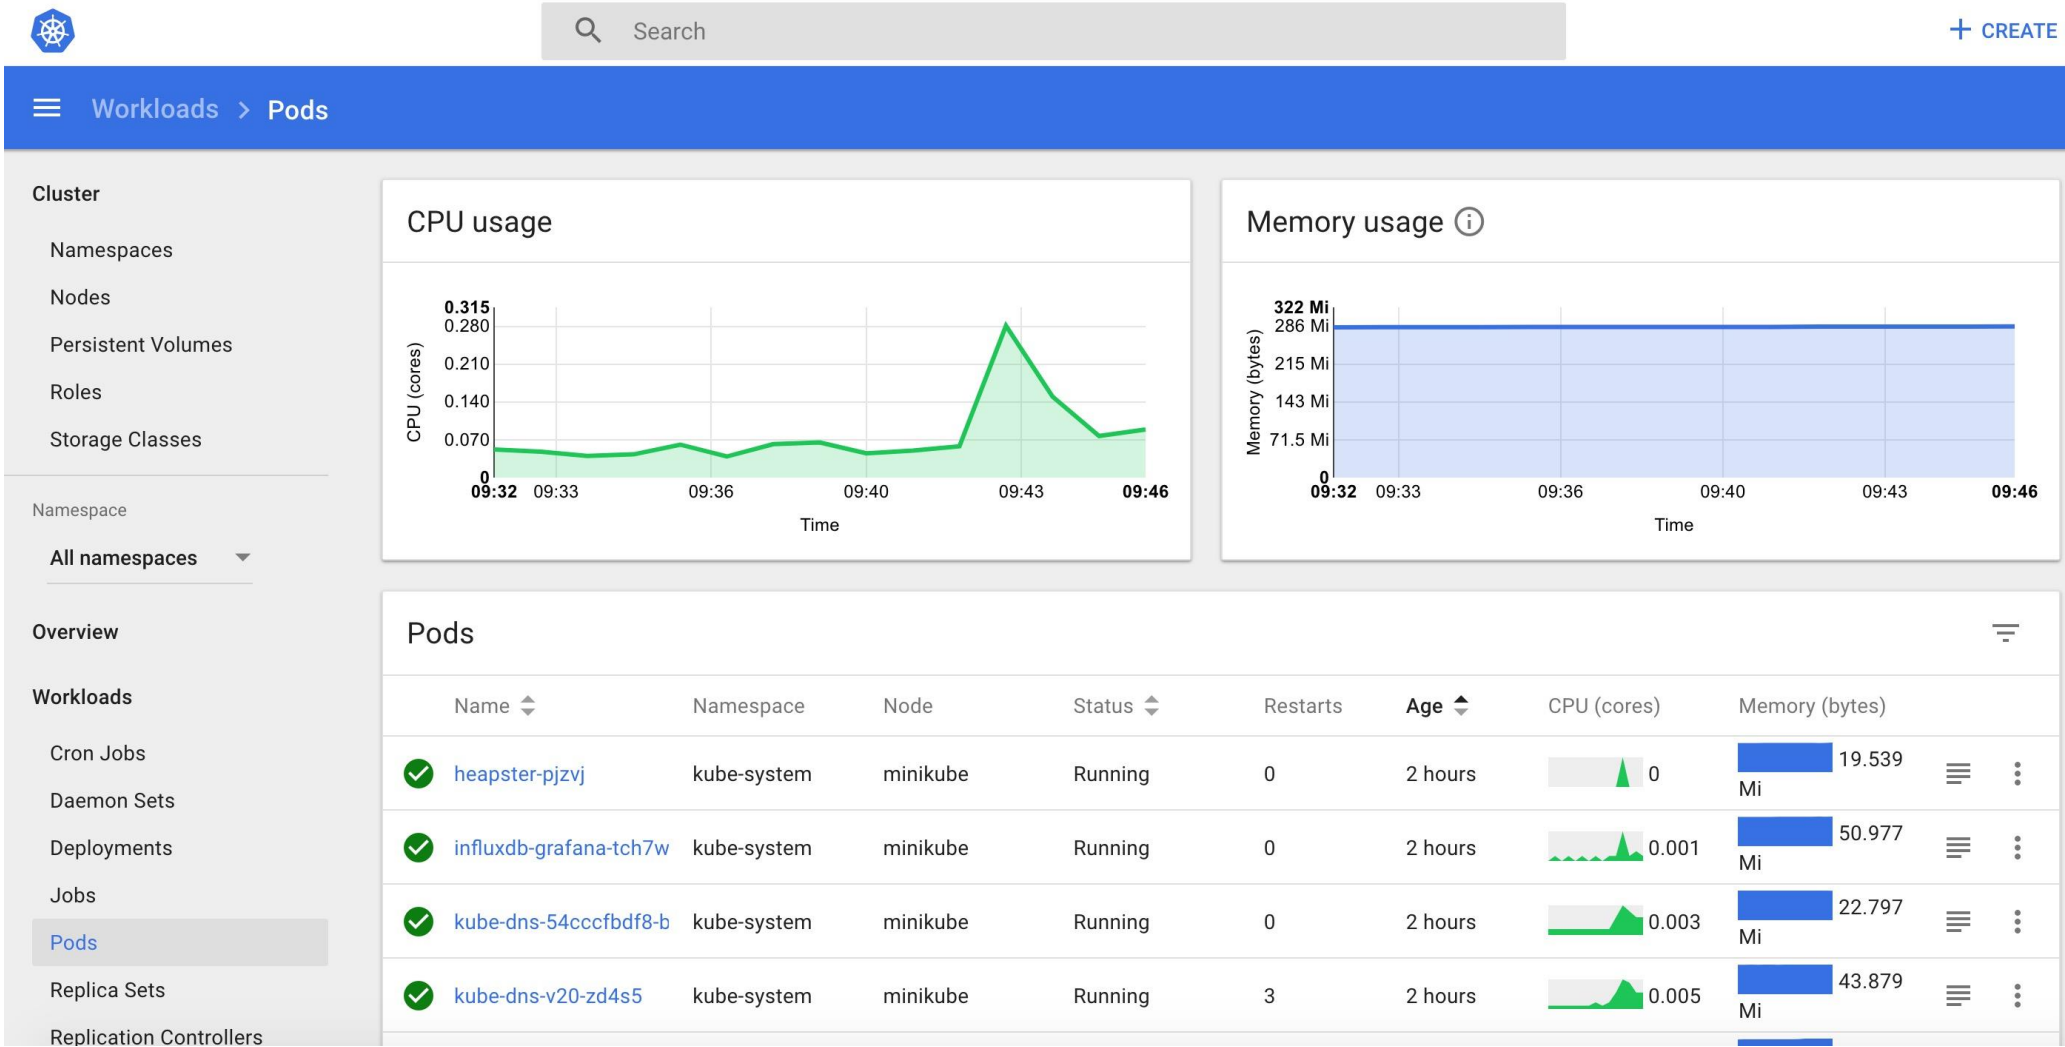 Search
CREATE
Workloads > Pods
Cluster
Namespaces
Nodes
Persistent Volumes
Roles
Storage Classes
Namespace
All namespaces
Overview
Workloads
Cron Jobs
Daemon Sets
Deployments
Jobs
Pods
Replica Sets
Replication Controllers
CPU usage
CPU (cores)
0.315
0.280
0.210
0.140
0.070
0
09:32 09:33 09:36 09:40 09:43 09:46
Time
Memory usage
Memory (bytes)
322 Mi
286 Mi
215 Mi
143 Mi
71.5 Mi
0
09:32 09:33 09:36 09:40 09:43 09:46
Time
Pods
Name Namespace Node Status Restarts Age CPU (cores) Memory (bytes)
heapster-pjzvj kube-system minikube Running 0 2 hours 0 19.539
Mi
influxdb-grafana-tch7w kube-system minikube Running 0 2 hours 0.001 50.977
Mi
kube-dns-54cccfbdf8-b kube-system minikube Running 0 2 hours 0.003 22.797
Mi
kube-dns-v20-zd4s5 kube-system minikube Running 3 2 hours 0.005 43.879
Mi